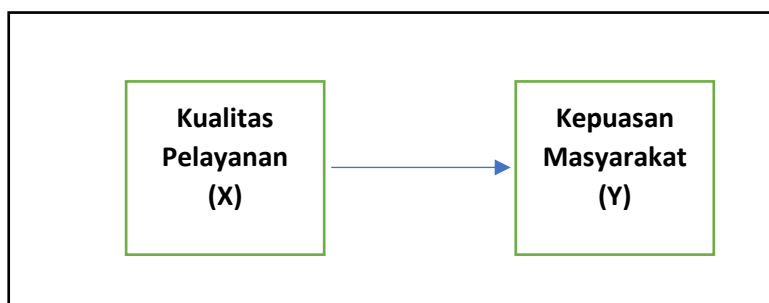 Kualitas
Pelayanan
(X)
Kepuasan
Masyarakat
(Y)